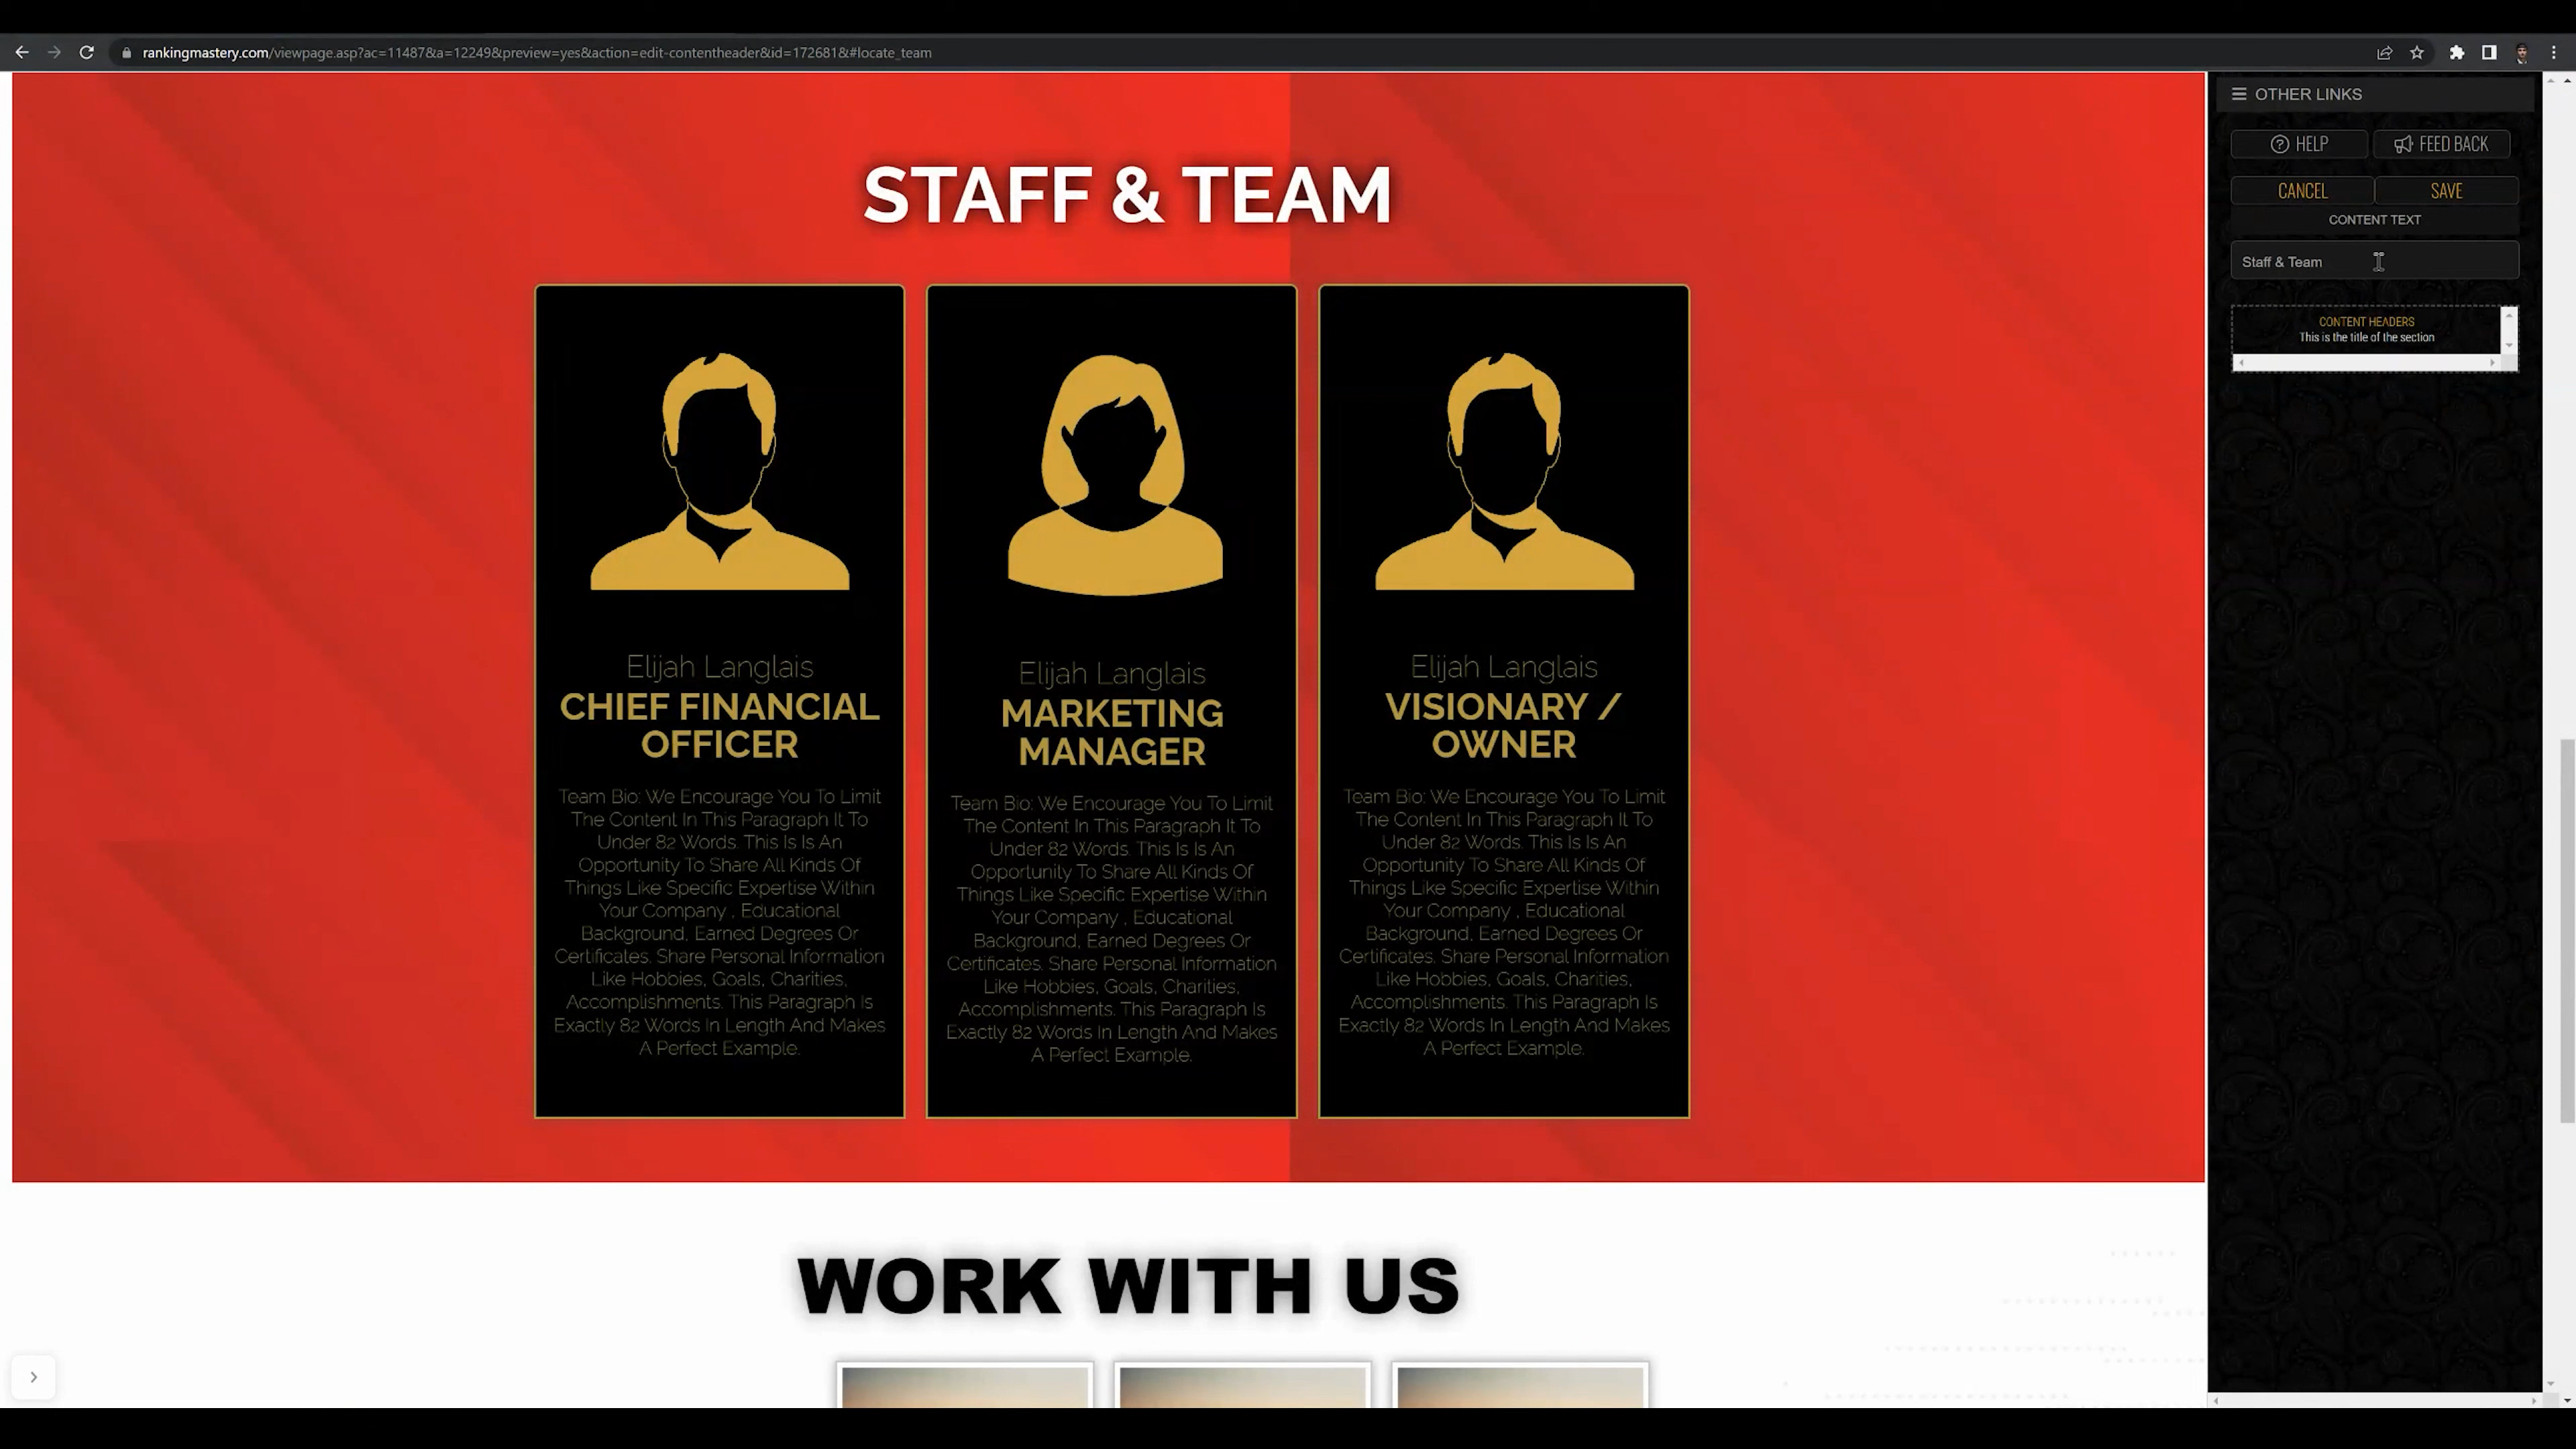 rankingmastery.com/viewpage.asp?ac=11487&a=12249&preview=yes&action=edit-contentheader&id=172681&#locate_team
OTHER LINKS
HELP
FEED BACK
CANCEL
SAVE
CONTENT TEXT
Staff & Team
CONTENT HEADERS
This is the title of the section
STAFF & TEAM
Elijah Langlais
CHIEF FINANCIAL
OFFICER
Team Bio: We Encourage You To Limit
The Content In This Paragraph It To
Under 82 Words. This Is Is An
Opportunity To Share All Kinds Of
Things Like Specific Expertise Within
Your Company , Educational
Background, Earned Degrees Or
Certificates. Share Personal Information
Like Hobbies, Goals, Charities,
Accomplishments. This Paragraph Is
Exactly 82 Words In Length And Makes
A Perfect Example.
Elijah Langlais
MARKETING
MANAGER
Team Bio: We Encourage You To Limit
The Content In This Paragraph It To
Under 82 Words. This Is Is An
Opportunity To Share All Kinds Of
Things Like Specific Expertise Within
Your Company , Educational
Background, Earned Degrees Or
Certificates. Share Personal Information
Like Hobbies, Goals, Charities,
Accomplishments. This Paragraph Is
Exactly 82 Words In Length And Makes
A Perfect Example.
Elijah Langlais
VISIONARY /
OWNER
Team Bio: We Encourage You To Limit
The Content In This Paragraph It To
Under 82 Words. This Is Is An
Opportunity To Share All Kinds Of
Things Like Specific Expertise Within
Your Company , Educational
Background, Earned Degrees Or
Certificates. Share Personal Information
Like Hobbies, Goals, Charities,
Accomplishments. This Paragraph Is
Exactly 82 Words In Length And Makes
A Perfect Example.
WORK WITH US